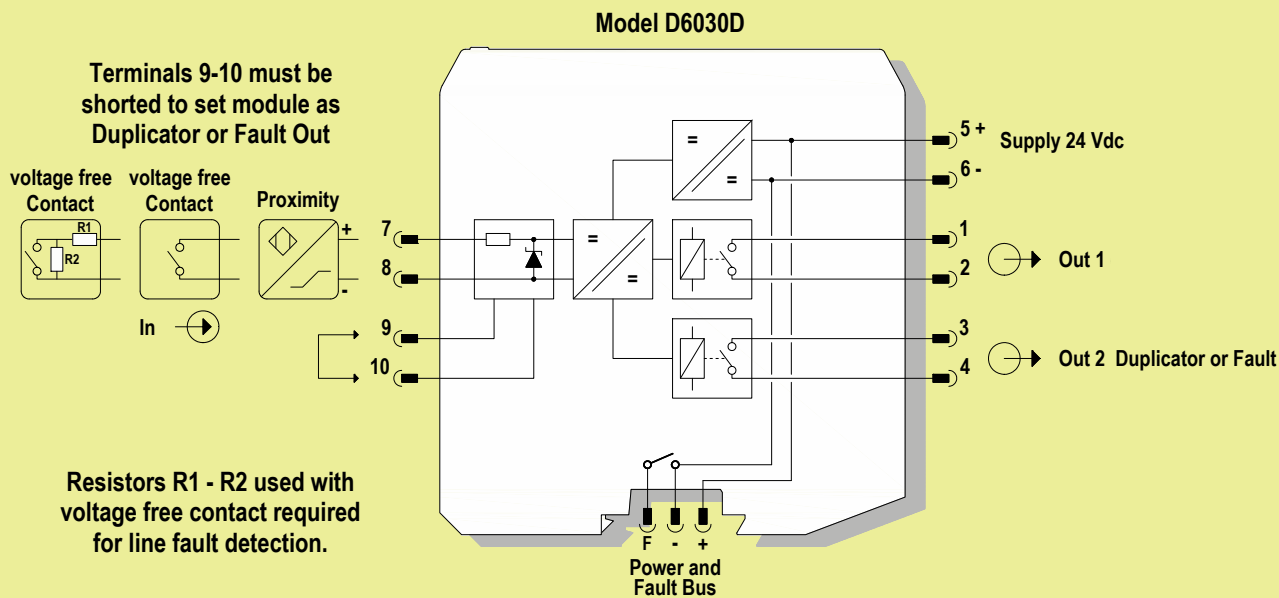 Model D6030D
Terminals 9-10 must be
shorted to set module as
Duplicator or Fault Out
voltage free
Contact
voltage free
Contact
Proximity
R1
R2
+
-
In
7
8
9
10
=
=
=
=
5 +
Supply 24 Vdc
6 -
1
2
Out 1
3
4
Out 2 Duplicator or Fault
Resistors R1 - R2 used with
voltage free contact required
for line fault detection.
F - +
Power and
Fault Bus